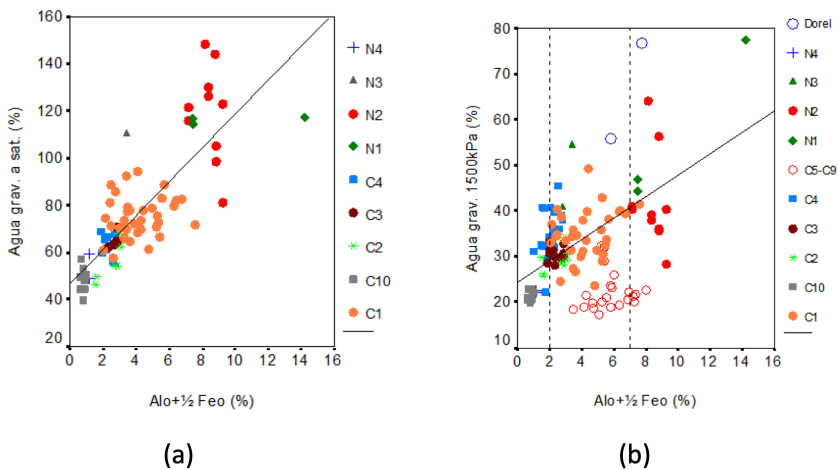 160
140
120
100
80
60
40
20
0 2 4 6 8 10 12 14 16
Agua grav. a sat. (%)
Alo+½ Feo (%)
N4
N3
N2
N1
C4
C3
C2
C10
C1
(a)
80
70
60
50
40
30
20
10
0 2 4 6 8 10 12 14 16
Agua grav. 1500kPa (%)
Alo+½ Feo (%)
Dorel
N4
N3
N2
N1
C5-C9
C4
C3
C2
C10
C1
(b)